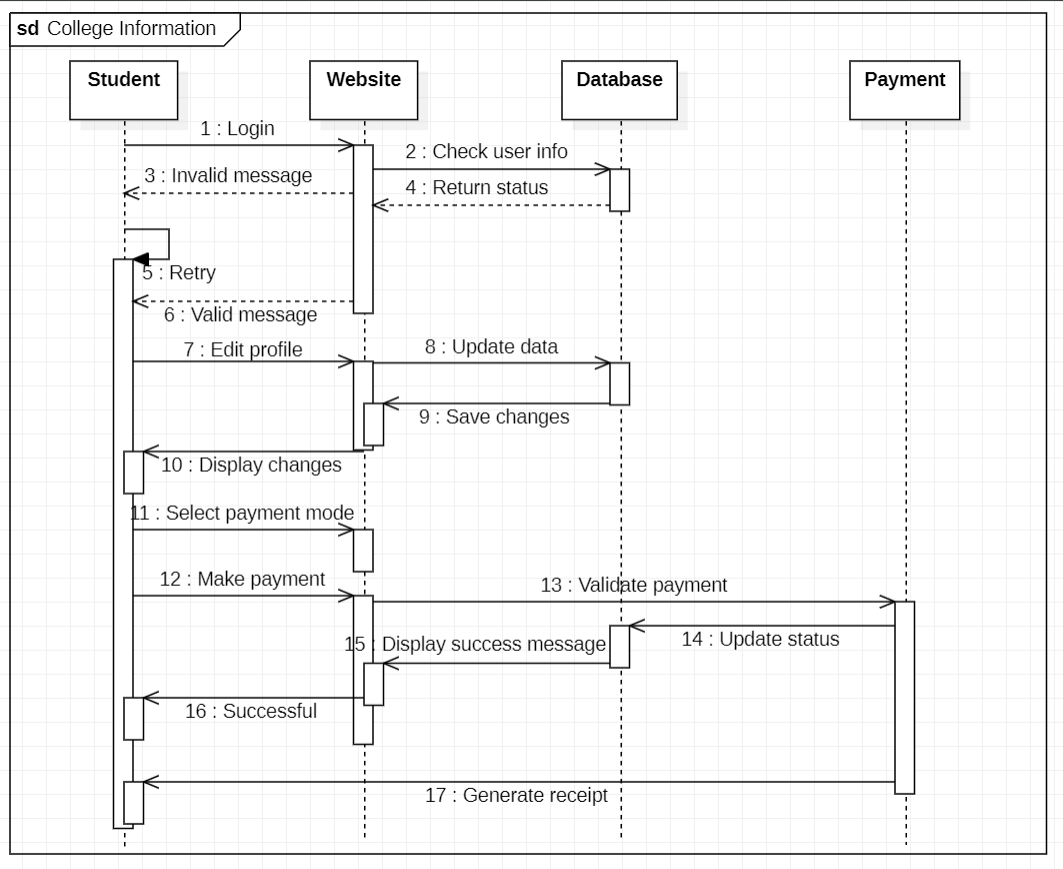 sd College Information
Student
Website
Database
Payment
1 : Login
2 : Check user info
3 : Invalid message
4 : Return status
5 : Retry
6 : Valid message
7 : Edit profile
8 : Update data
9 : Save changes
10 : Display changes
11 : Select payment mode
12 : Make payment
13 : Validate payment
14 : Update status
15 : Display success message
16 : Successful
17 : Generate receipt